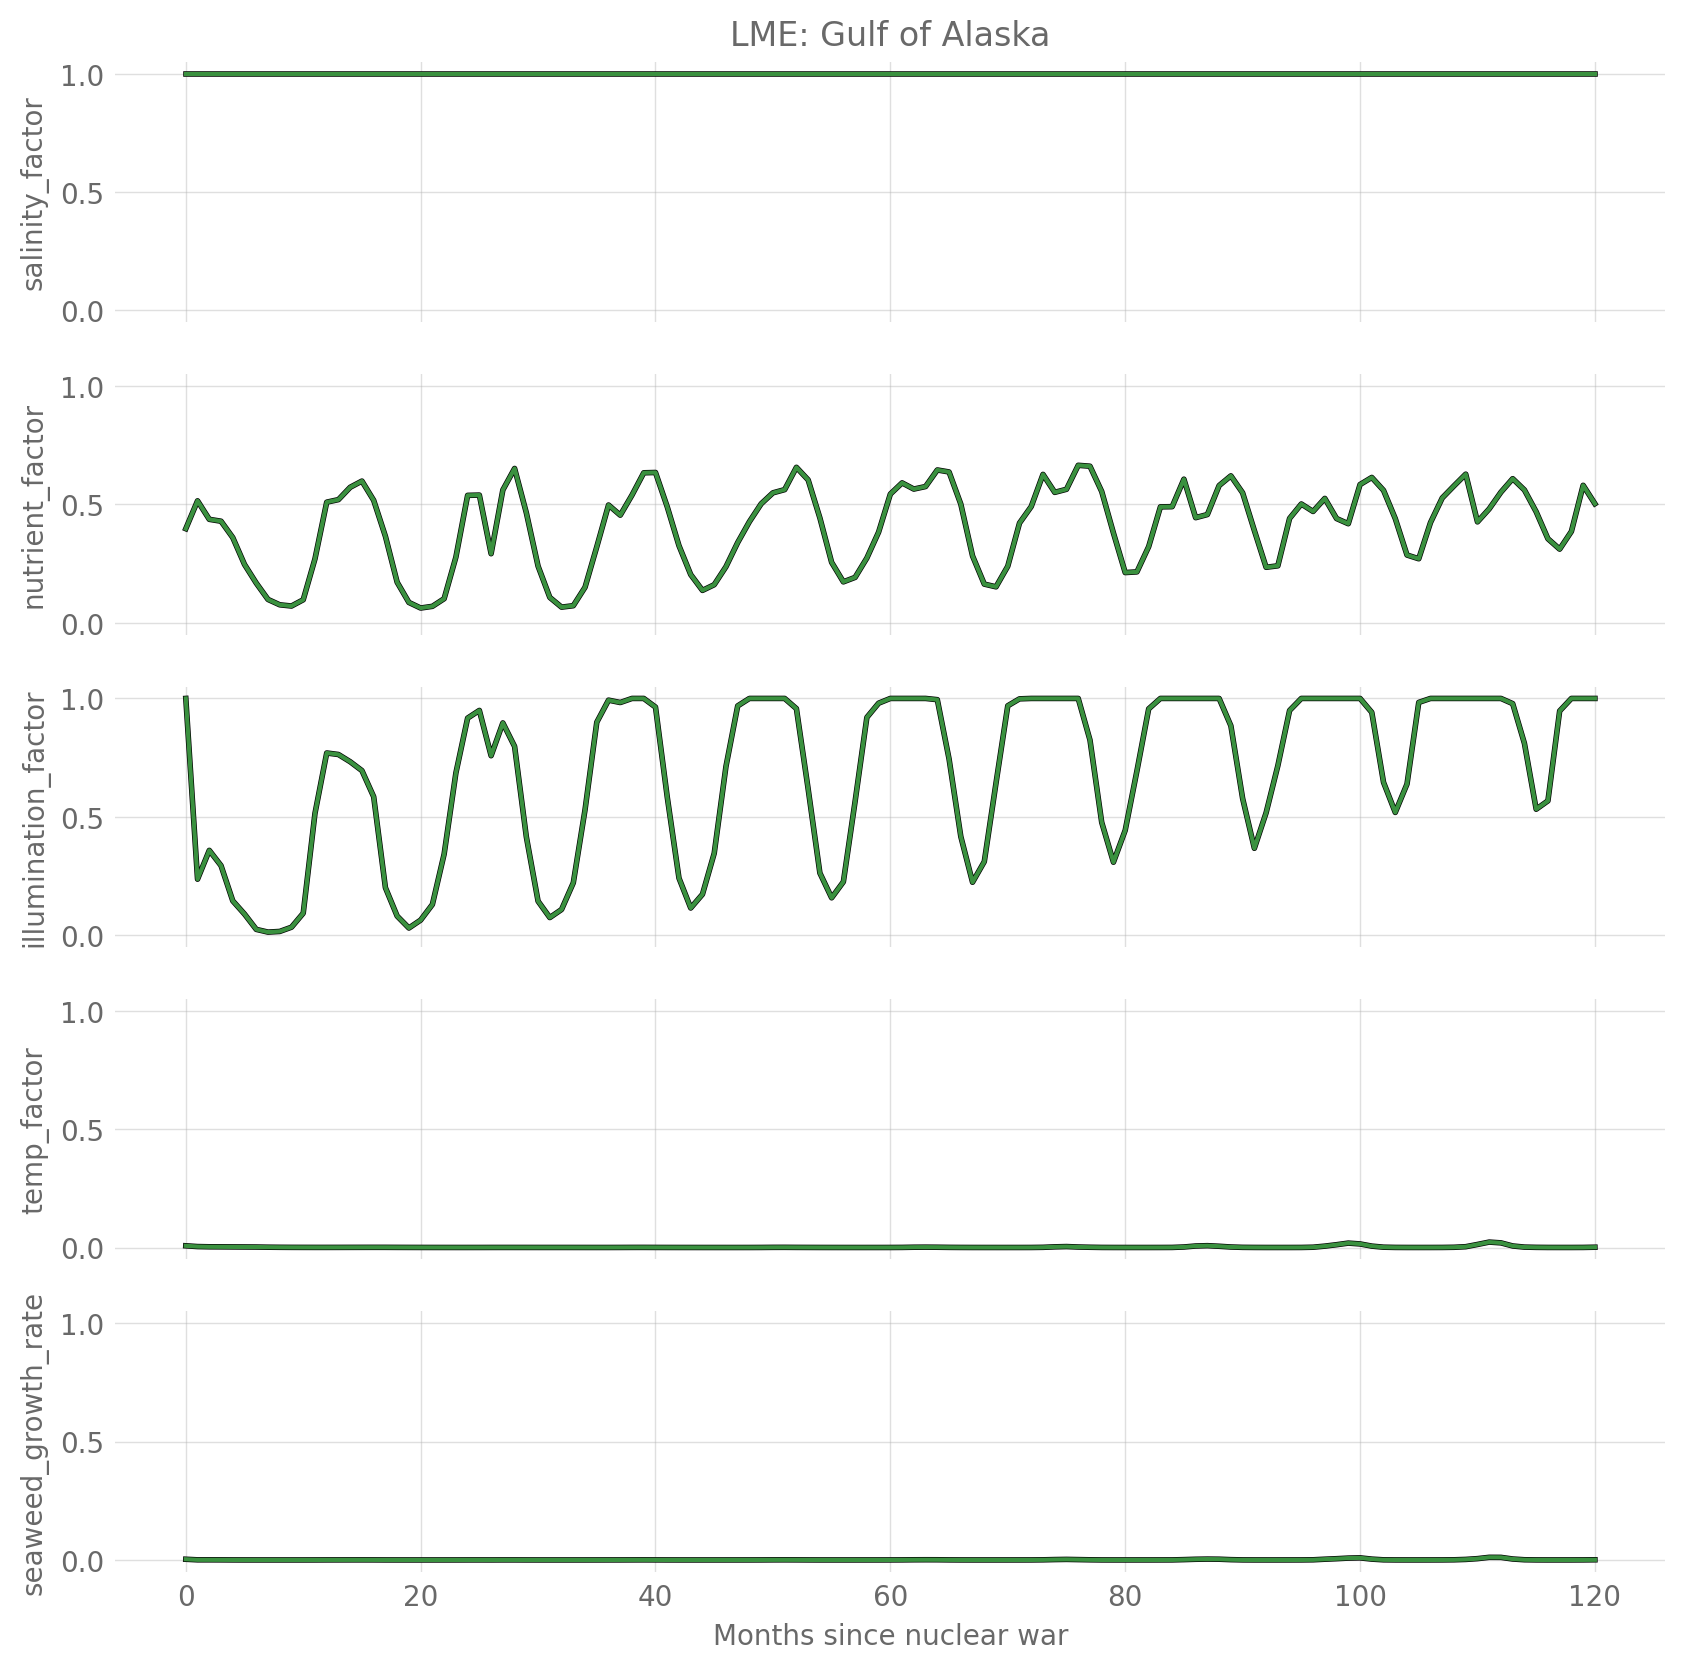 LME: Gulf of Alaska
1.0
0.5
0.0
salinity_factor
1.0
0.5
0.0
nutrient_factor
1.0
0.5
0.0
illumination_factor
1.0
0.5
0.0
temp_factor
1.0
0.5
0.0
seaweed_growth_rate
0 20 40 60 80 100 120
Months since nuclear war